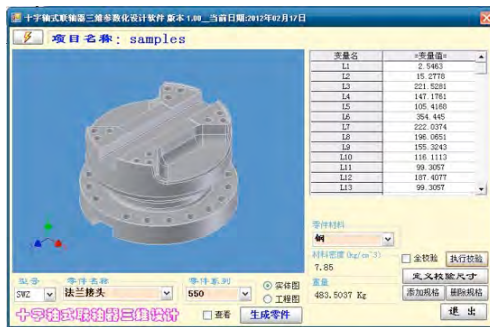 十字轴式联轴器三维参数化设计软件 版本 1.00__当前日期:2012年02月17日
项目名称: samples
变量名 =变量值=
L1 2.5463
L2 15.2778
L3 221.5281
L4 147.1761
L5 105.4168
L6 354.445
L7 222.0374
L8 196.0651
L9 155.3243
L10 116.1113
L11 99.3057
L12 187.4077
L13 99.3057
零件材料
钢
材料密度(kg/cm^3)
7.85
重量
483.5037 Kg
全校验 执行校验
定义校验尺寸
添加规格 删除规格
型号 零件名称 零件系列
SWZ 法兰接头 550
实体图
工程图
十字轴式联轴器三维设计
查看 生成零件 退出